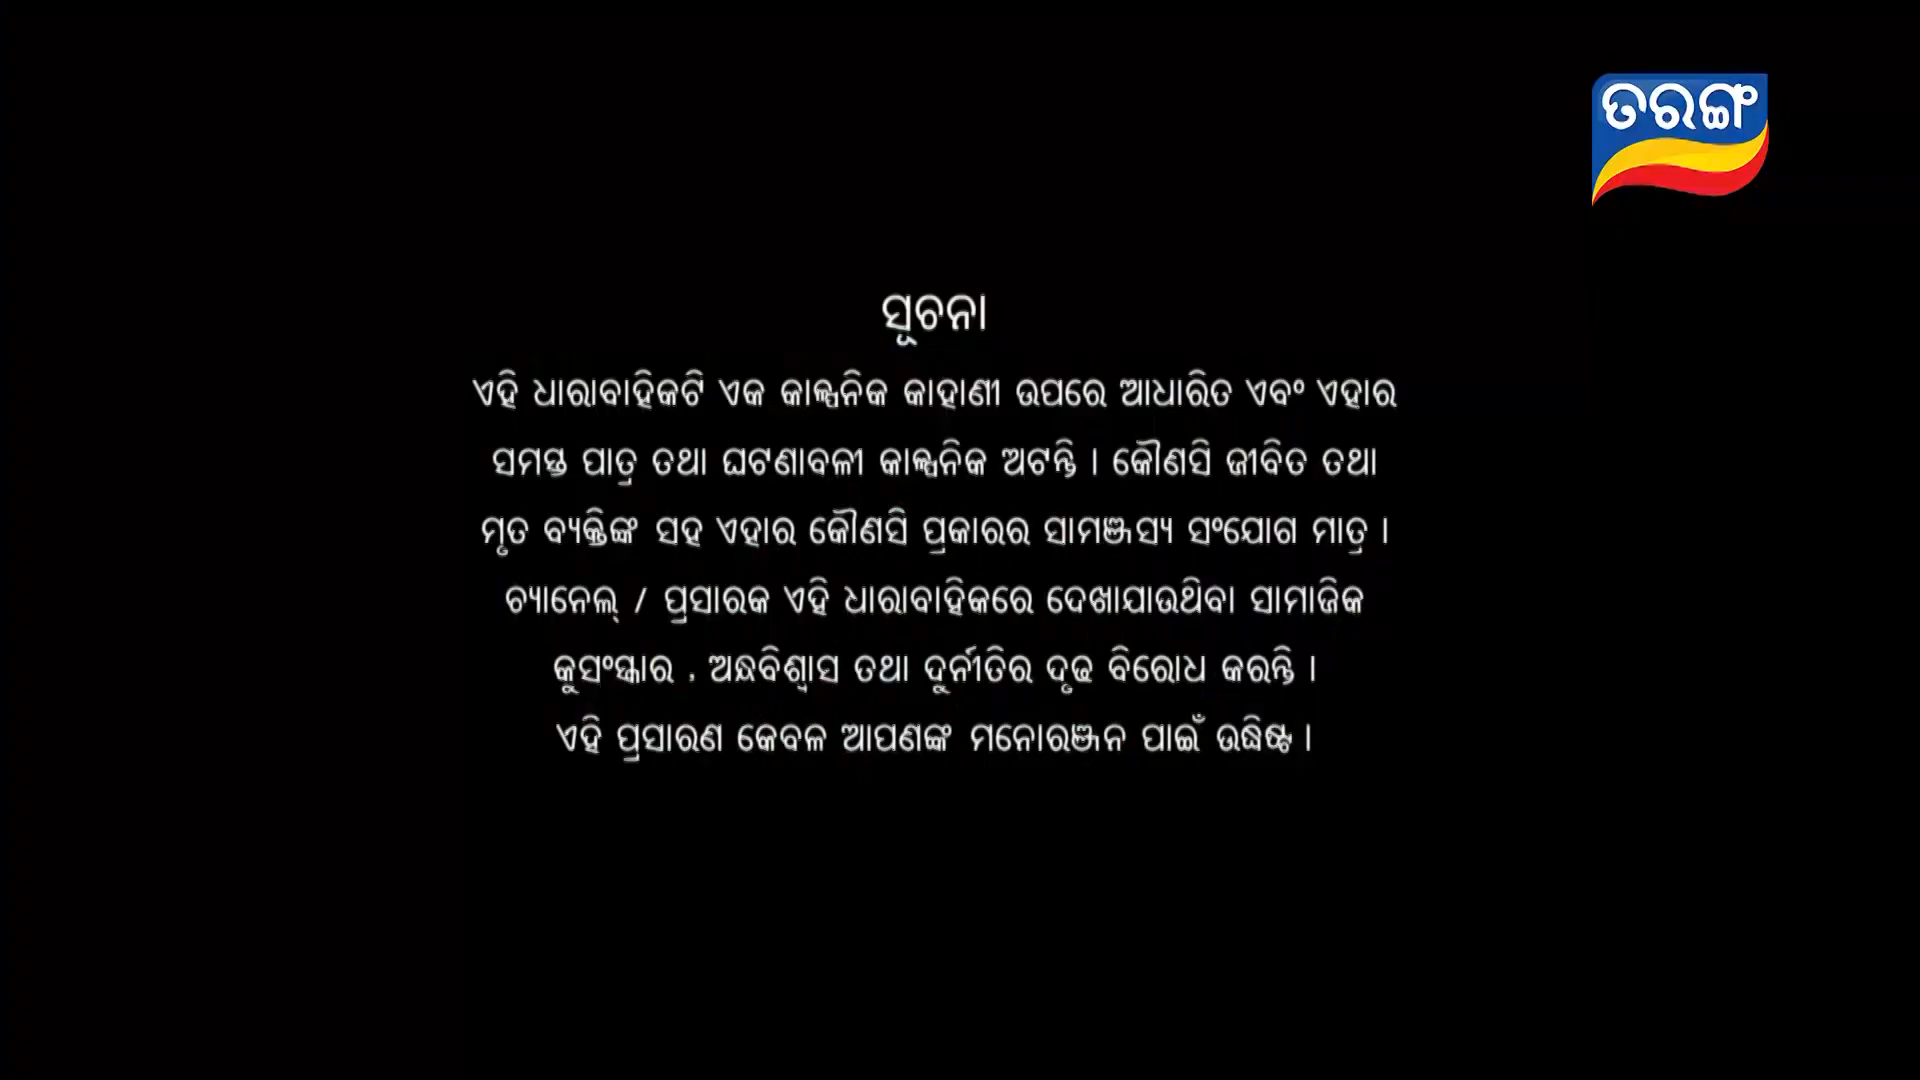 ତରଙ୍ଗ
ସୂଚନା
ଏହି ଧାରାବାହିକଟି ଏକ କାଳ୍ପନିକ କାହାଣୀ ଉପରେ ଆଧାରିତ ଏବଂ ଏହାର
ସମସ୍ତ ପାତ୍ର ତଥା ଘଟଣାବଳୀ କାଳ୍ପନିକ ଅଟନ୍ତି । କୌଣସି ଜୀବିତ ତଥା
ମୃତ ବ୍ୟକ୍ତିଙ୍କ ସହ ଏହାର କୌଣସି ପ୍ରକାରର ସାମଞ୍ଜସ୍ୟ ସଂଯୋଗ ମାତ୍ର ।
ଚ୍ୟାନେଲ୍ / ପ୍ରସାରକ ଏହି ଧାରାବାହିକରେ ଦେଖାଯାଉଥିବା ସାମାଜିକ
କୁସଂସ୍କାର , ଅନ୍ଧବିଶ୍ୱାସ ତଥା ଦୁର୍ନୀତିର ଦୃଢ ବିରୋଧ କରନ୍ତି ।
ଏହି ପ୍ରସାରଣ କେବଳ ଆପଣଙ୍କ ମନୋରଞ୍ଜନ ପାଇଁ ଉଦ୍ଧିଷ୍ଟ ।